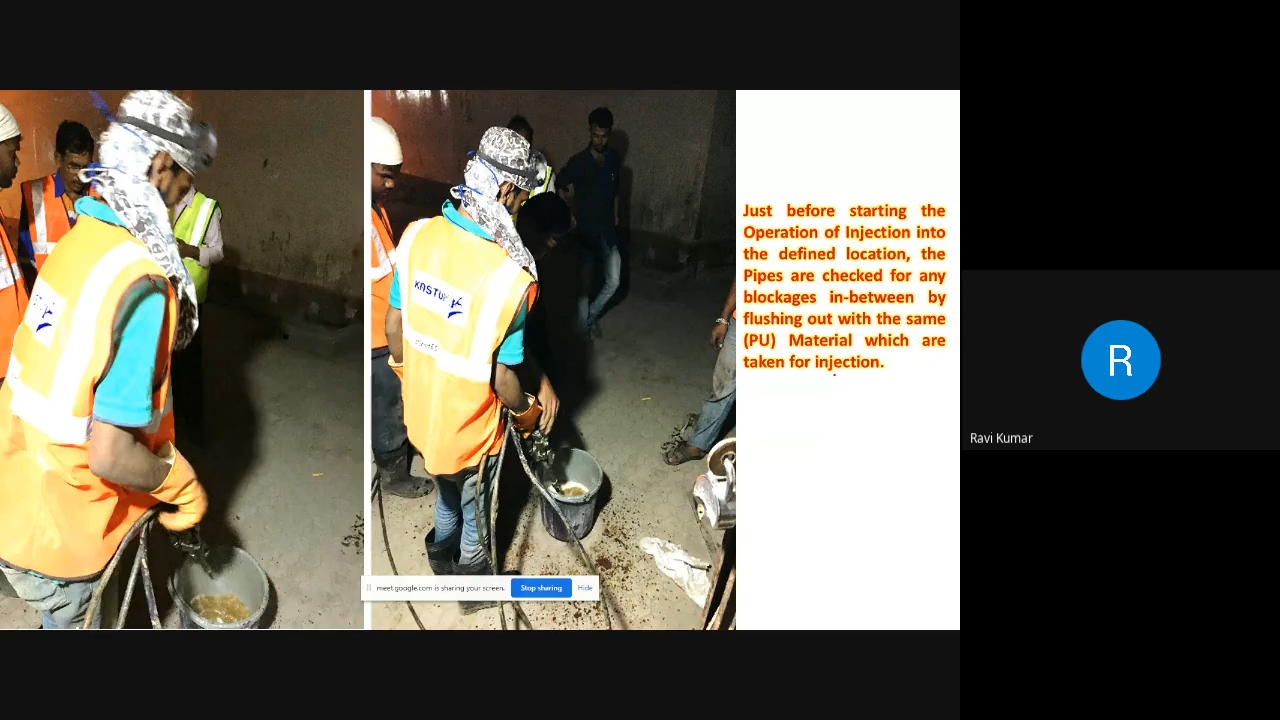 Just before starting the
Operation of Injection into
the defined location, the
Pipes are checked for any
blockages in-between by
flushing out with the same
(PU) Material which are
taken for injection.
meet.google.com is sharing your screen.
Stop sharing
Hide
R
Ravi Kumar